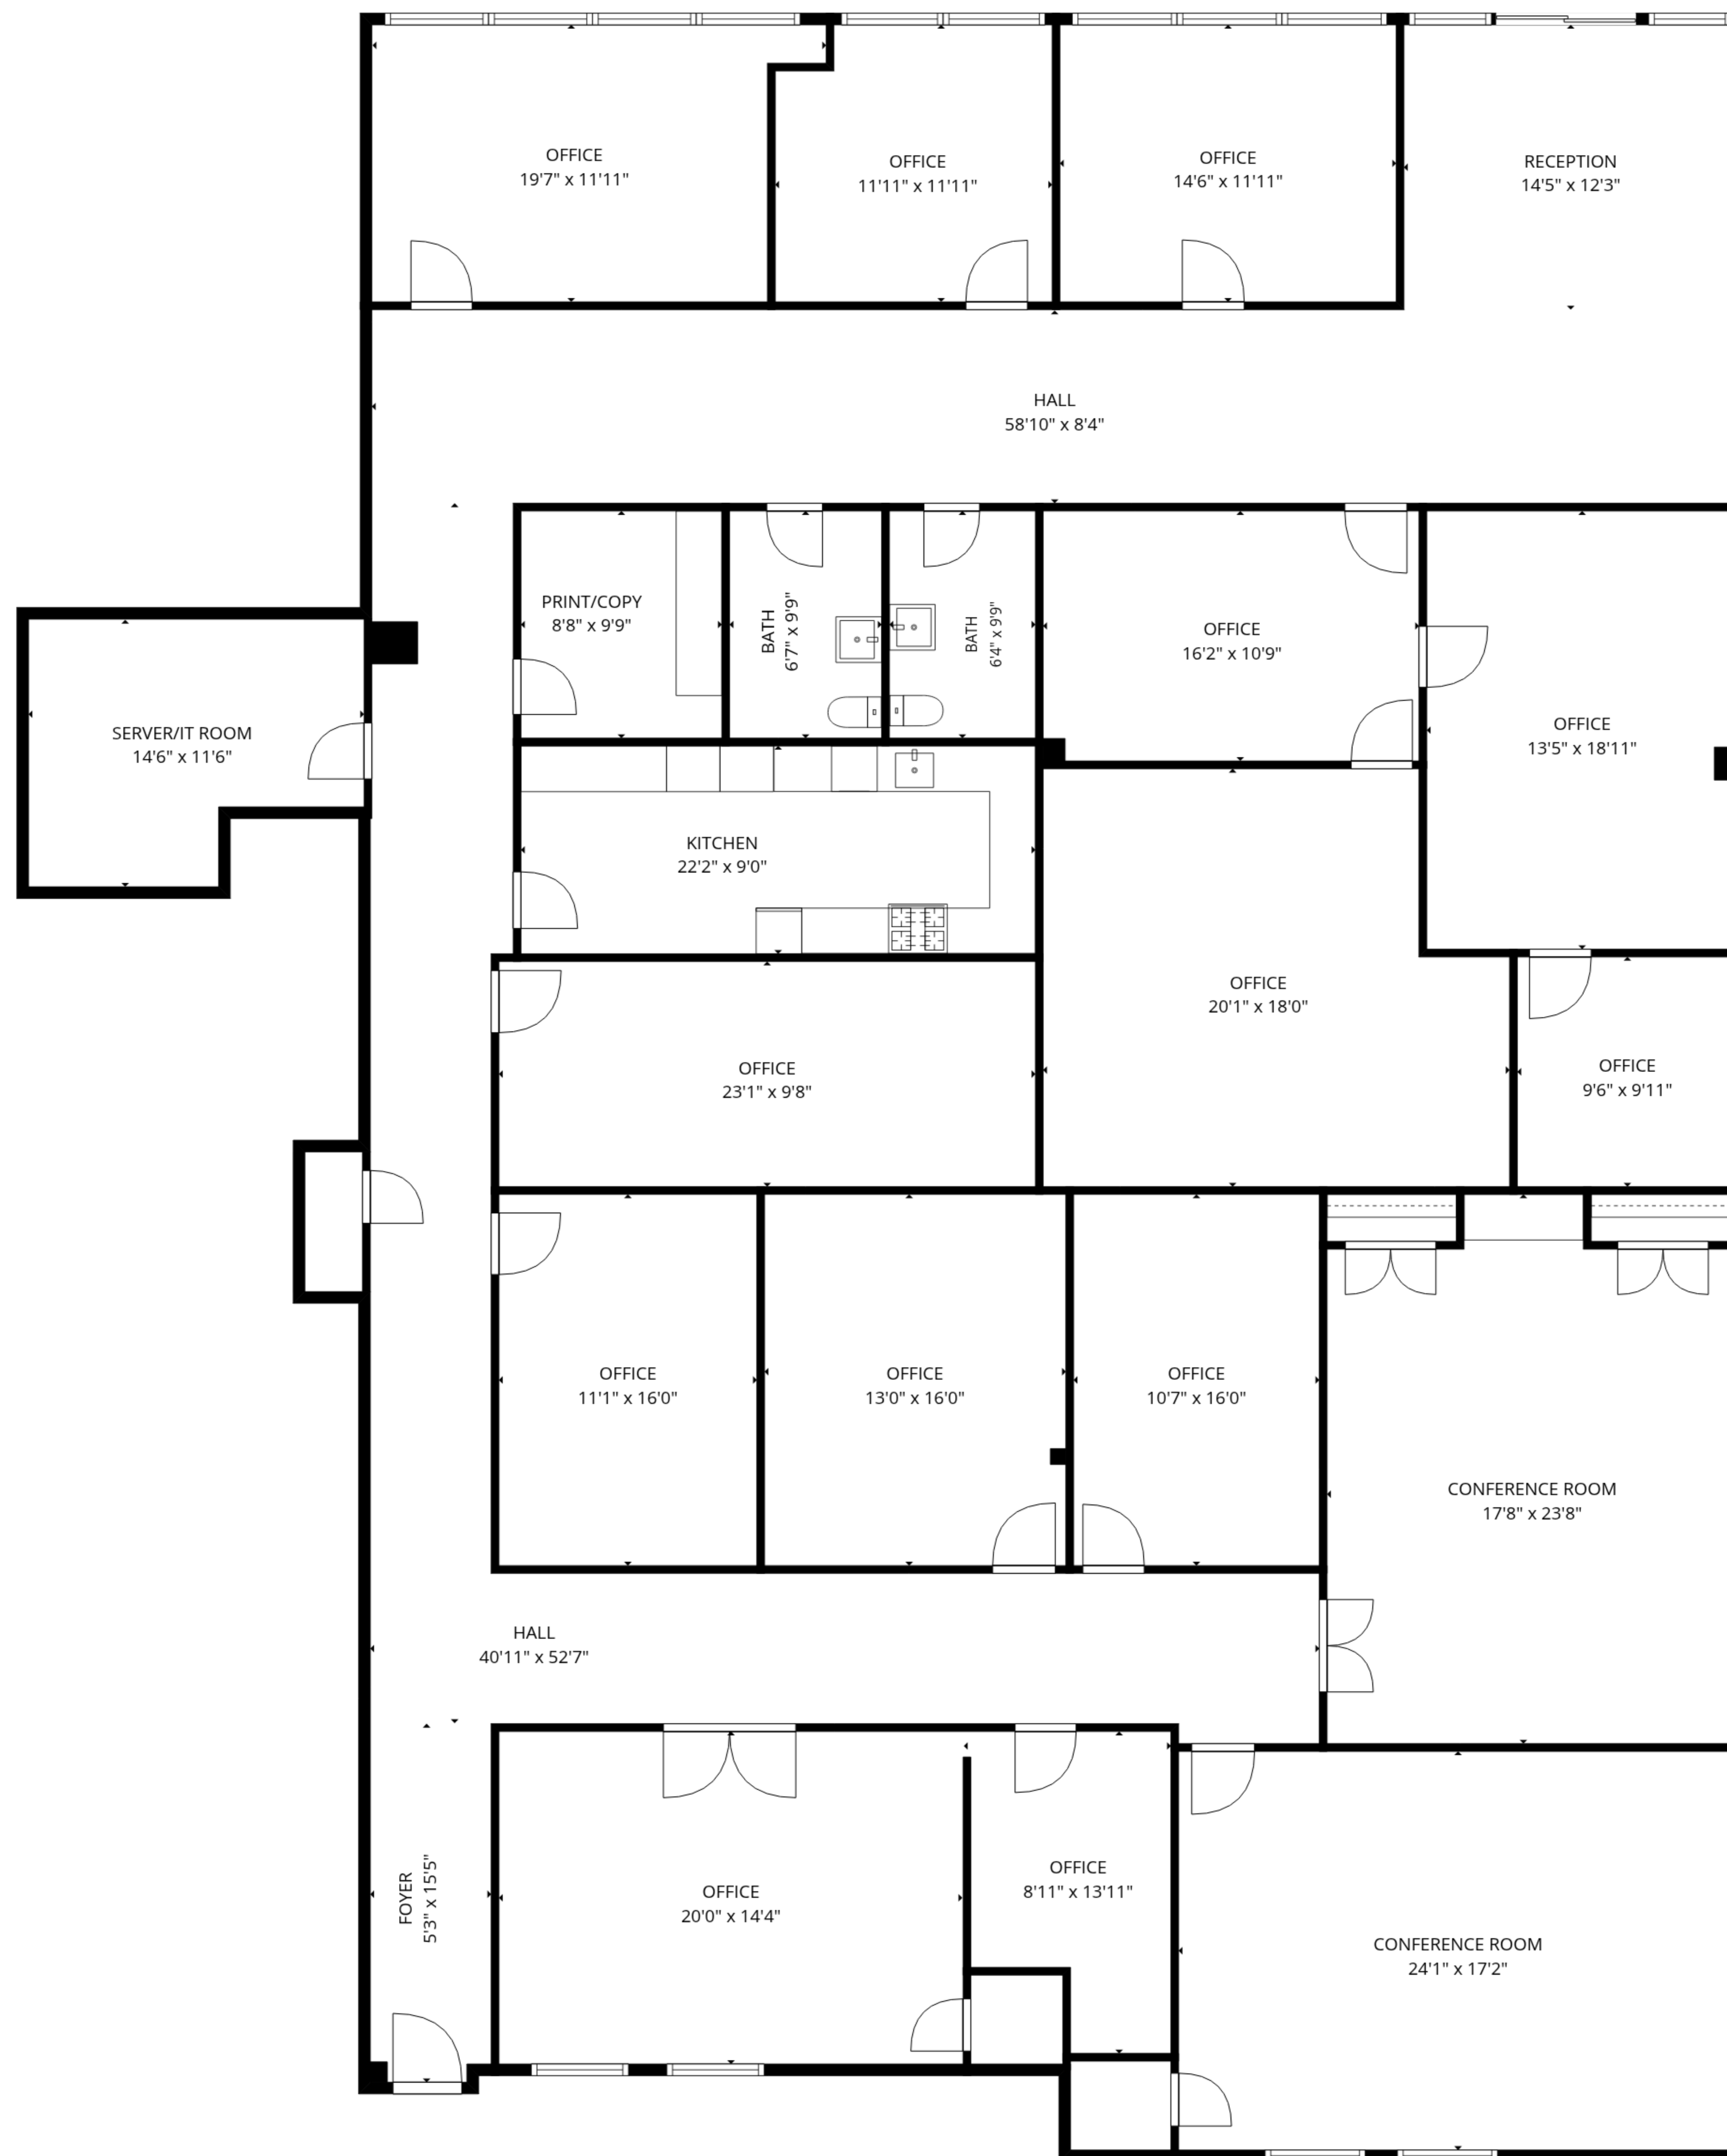 OFFICE
19'7" x 11'11"
OFFICE
11'11" x 11'11"
OFFICE
14'6" x 11'11"
RECEPTION
14'5" x 12'3"
HALL
58'10" x 8'4"
PRINT/COPY
8'8" x 9'9"
BATH
6'7" x 9'9"
BATH
6'4" x 9'9"
OFFICE
16'2" x 10'9"
OFFICE
13'5" x 18'11"
SERVER/IT ROOM
14'6" x 11'6"
KITCHEN
22'2" x 9'0"
OFFICE
20'1" x 18'0"
OFFICE
23'1" x 9'8"
OFFICE
9'6" x 9'11"
OFFICE
11'1" x 16'0"
OFFICE
13'0" x 16'0"
OFFICE
10'7" x 16'0"
CONFERENCE ROOM
17'8" x 23'8"
HALL
40'11" x 52'7"
FOYER
5'3" x 15'5"
OFFICE
20'0" x 14'4"
OFFICE
8'11" x 13'11"
CONFERENCE ROOM
24'1" x 17'2"